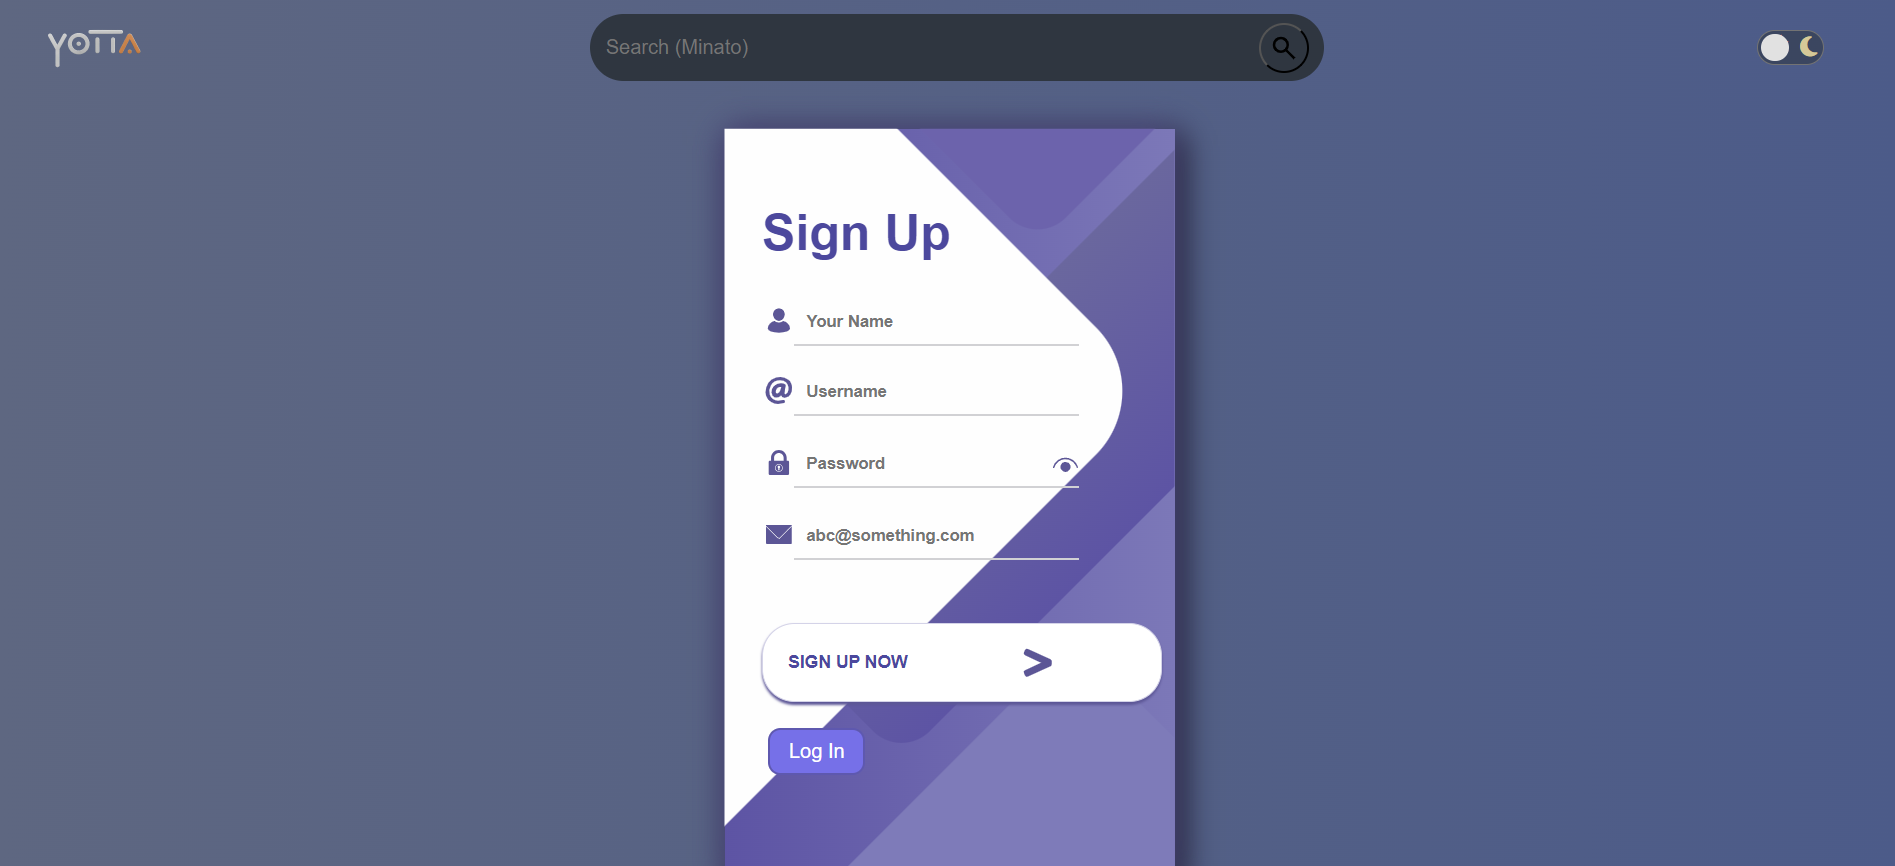 YOTTA
Search (Minato)
Sign Up
Your Name
@ Username
Password
abc@something.com
SIGN UP NOW >
Log In